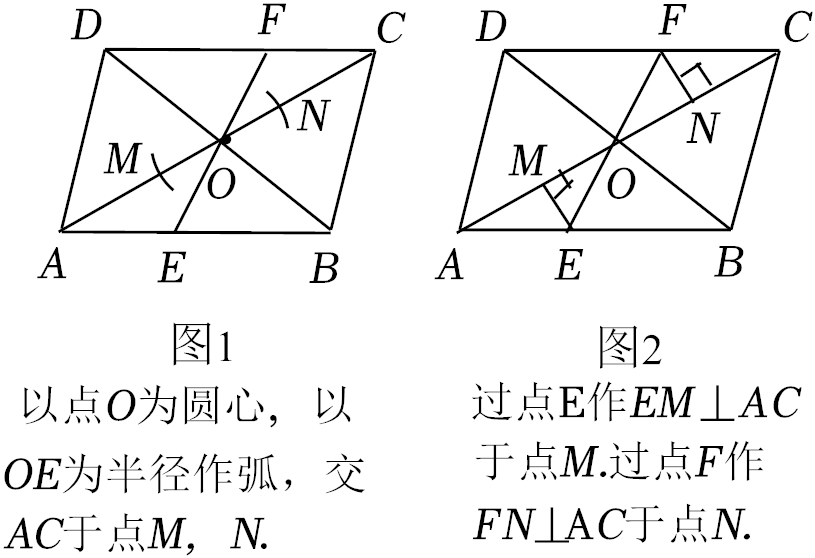 D F C
N
M
O
A E B
图1
以点O为圆心，以
OE为半径作弧，交
AC于点M，N.
D F C
N
M
O
A E B
图2
过点E作EM⊥AC
于点M.过点F作
FN⊥AC于点N.